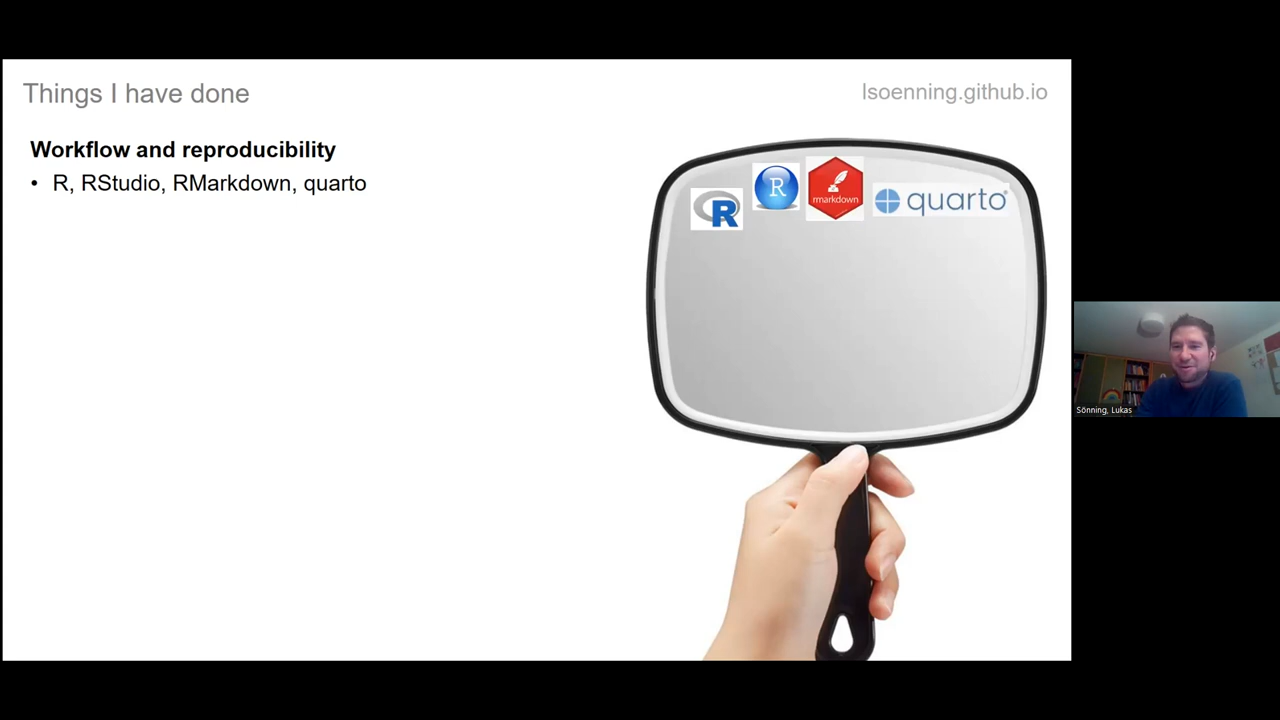 Things I have done
lsoenning.github.io
Workflow and reproducibility
• R, RStudio, RMarkdown, quarto
R
R
rmarkdown
quarto
Sönning, Lukas